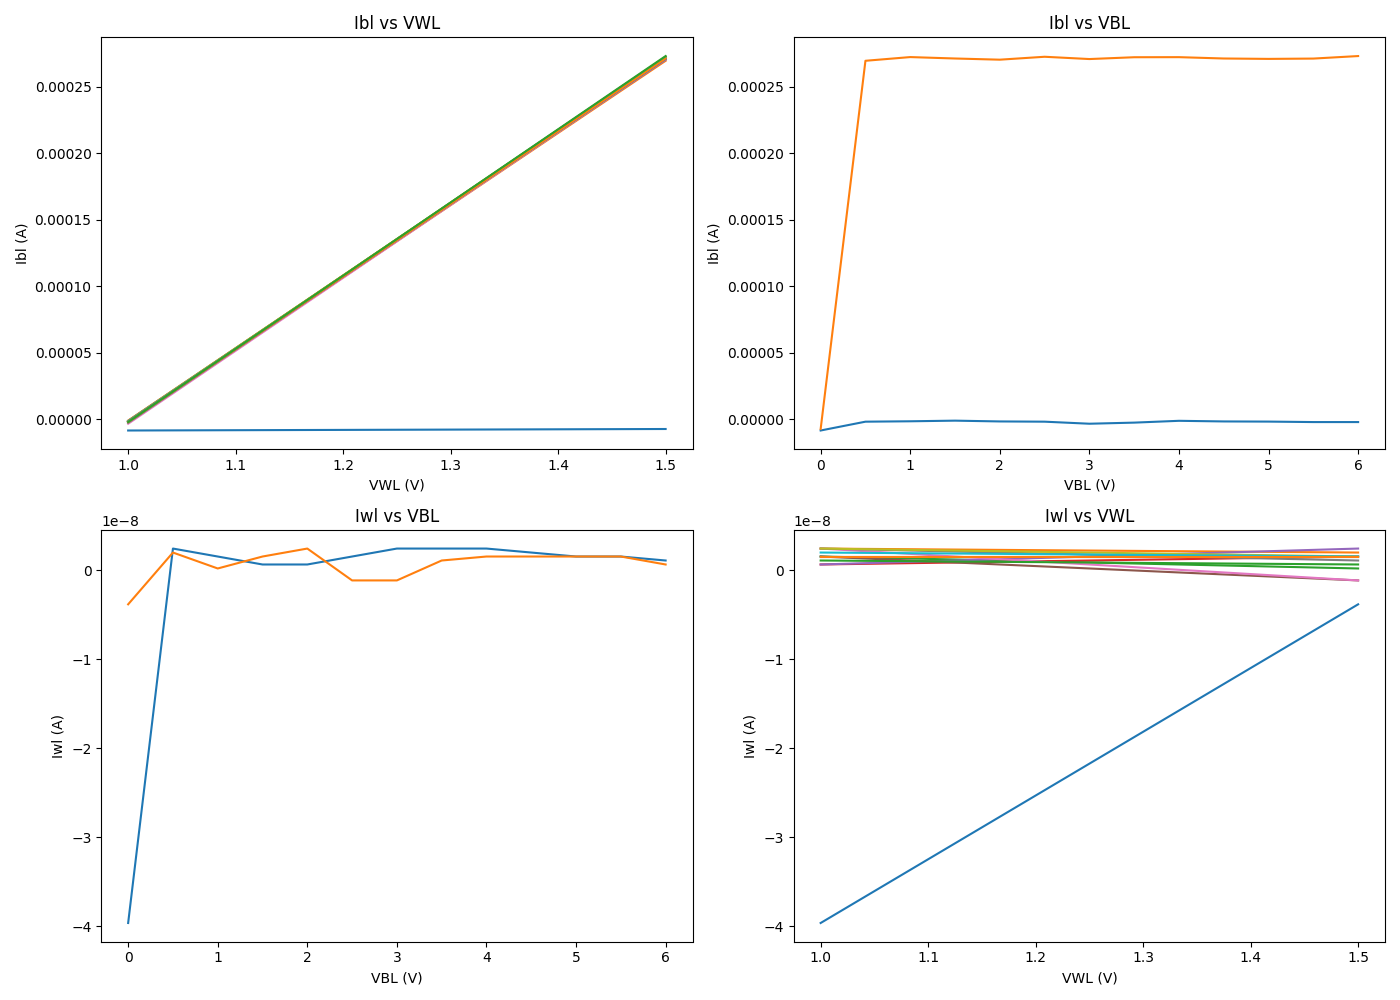 Ibl vs VWL
Ibl (A)
0.00025
0.00020
0.00015
0.00010
0.00005
0.00000
1.0 1.1 1.2 1.3 1.4 1.5
VWL (V)
Ibl vs VBL
Ibl (A)
0.00025
0.00020
0.00015
0.00010
0.00005
0.00000
0 1 2 3 4 5 6
VBL (V)
Iwl vs VBL
1e−8
Iwl (A)
0
−1
−2
−3
−4
0 1 2 3 4 5 6
VBL (V)
Iwl vs VWL
1e−8
Iwl (A)
0
−1
−2
−3
−4
1.0 1.1 1.2 1.3 1.4 1.5
VWL (V)